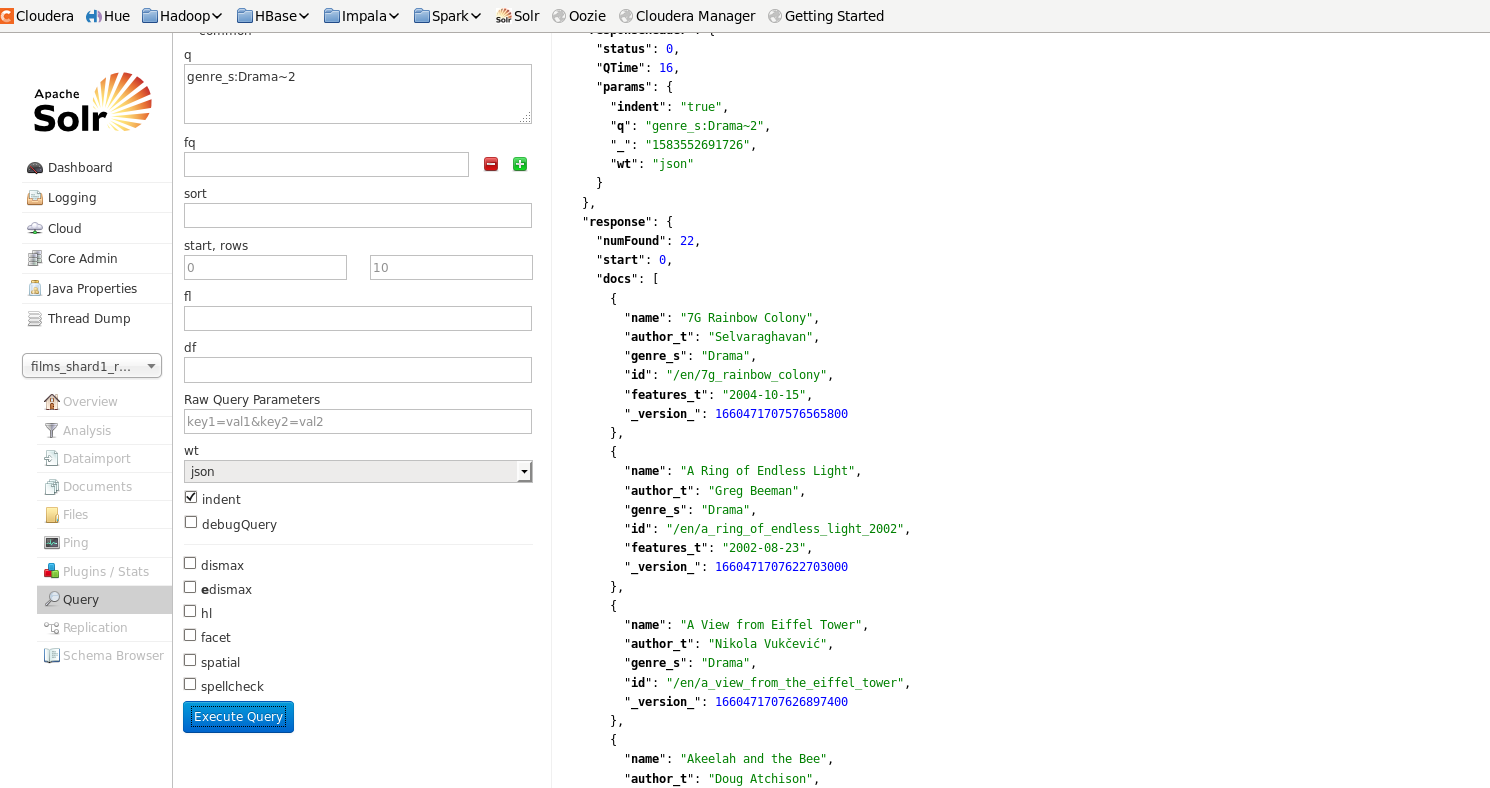 Cloudera Hue Hadoop HBase Impala Spark Solr Oozie Cloudera Manager Getting Started
Apache
Solr
Dashboard
Logging
Cloud
Core Admin
Java Properties
Thread Dump
films_shard1_r...
Overview
Analysis
Dataimport
Documents
Files
Ping
Plugins / Stats
Query
Replication
Schema Browser
common
q
genre_s:Drama~2
fq
sort
start, rows
0 10
fl
df
Raw Query Parameters
key1=val1&key2=val2
wt
json
indent
debugQuery
dismax
edismax
hl
facet
spatial
spellcheck
Execute Query
"responseHeader": {
"status": 0,
"QTime": 16,
"params": {
"indent": "true",
"q": "genre_s:Drama~2",
"_": "1583552691726",
"wt": "json"
}
},
"response": {
"numFound": 22,
"start": 0,
"docs": [
{
"name": "7G Rainbow Colony",
"author_t": "Selvaraghavan",
"genre_s": "Drama",
"id": "/en/7g_rainbow_colony",
"features_t": "2004-10-15",
"_version_": 1660471707576565800
},
{
"name": "A Ring of Endless Light",
"author_t": "Greg Beeman",
"genre_s": "Drama",
"id": "/en/a_ring_of_endless_light_2002",
"features_t": "2002-08-23",
"_version_": 1660471707622703000
},
{
"name": "A View from Eiffel Tower",
"author_t": "Nikola Vukčević",
"genre_s": "Drama",
"id": "/en/a_view_from_the_eiffel_tower",
"_version_": 1660471707626897400
},
{
"name": "Akeelah and the Bee",
"author_t": "Doug Atchison",